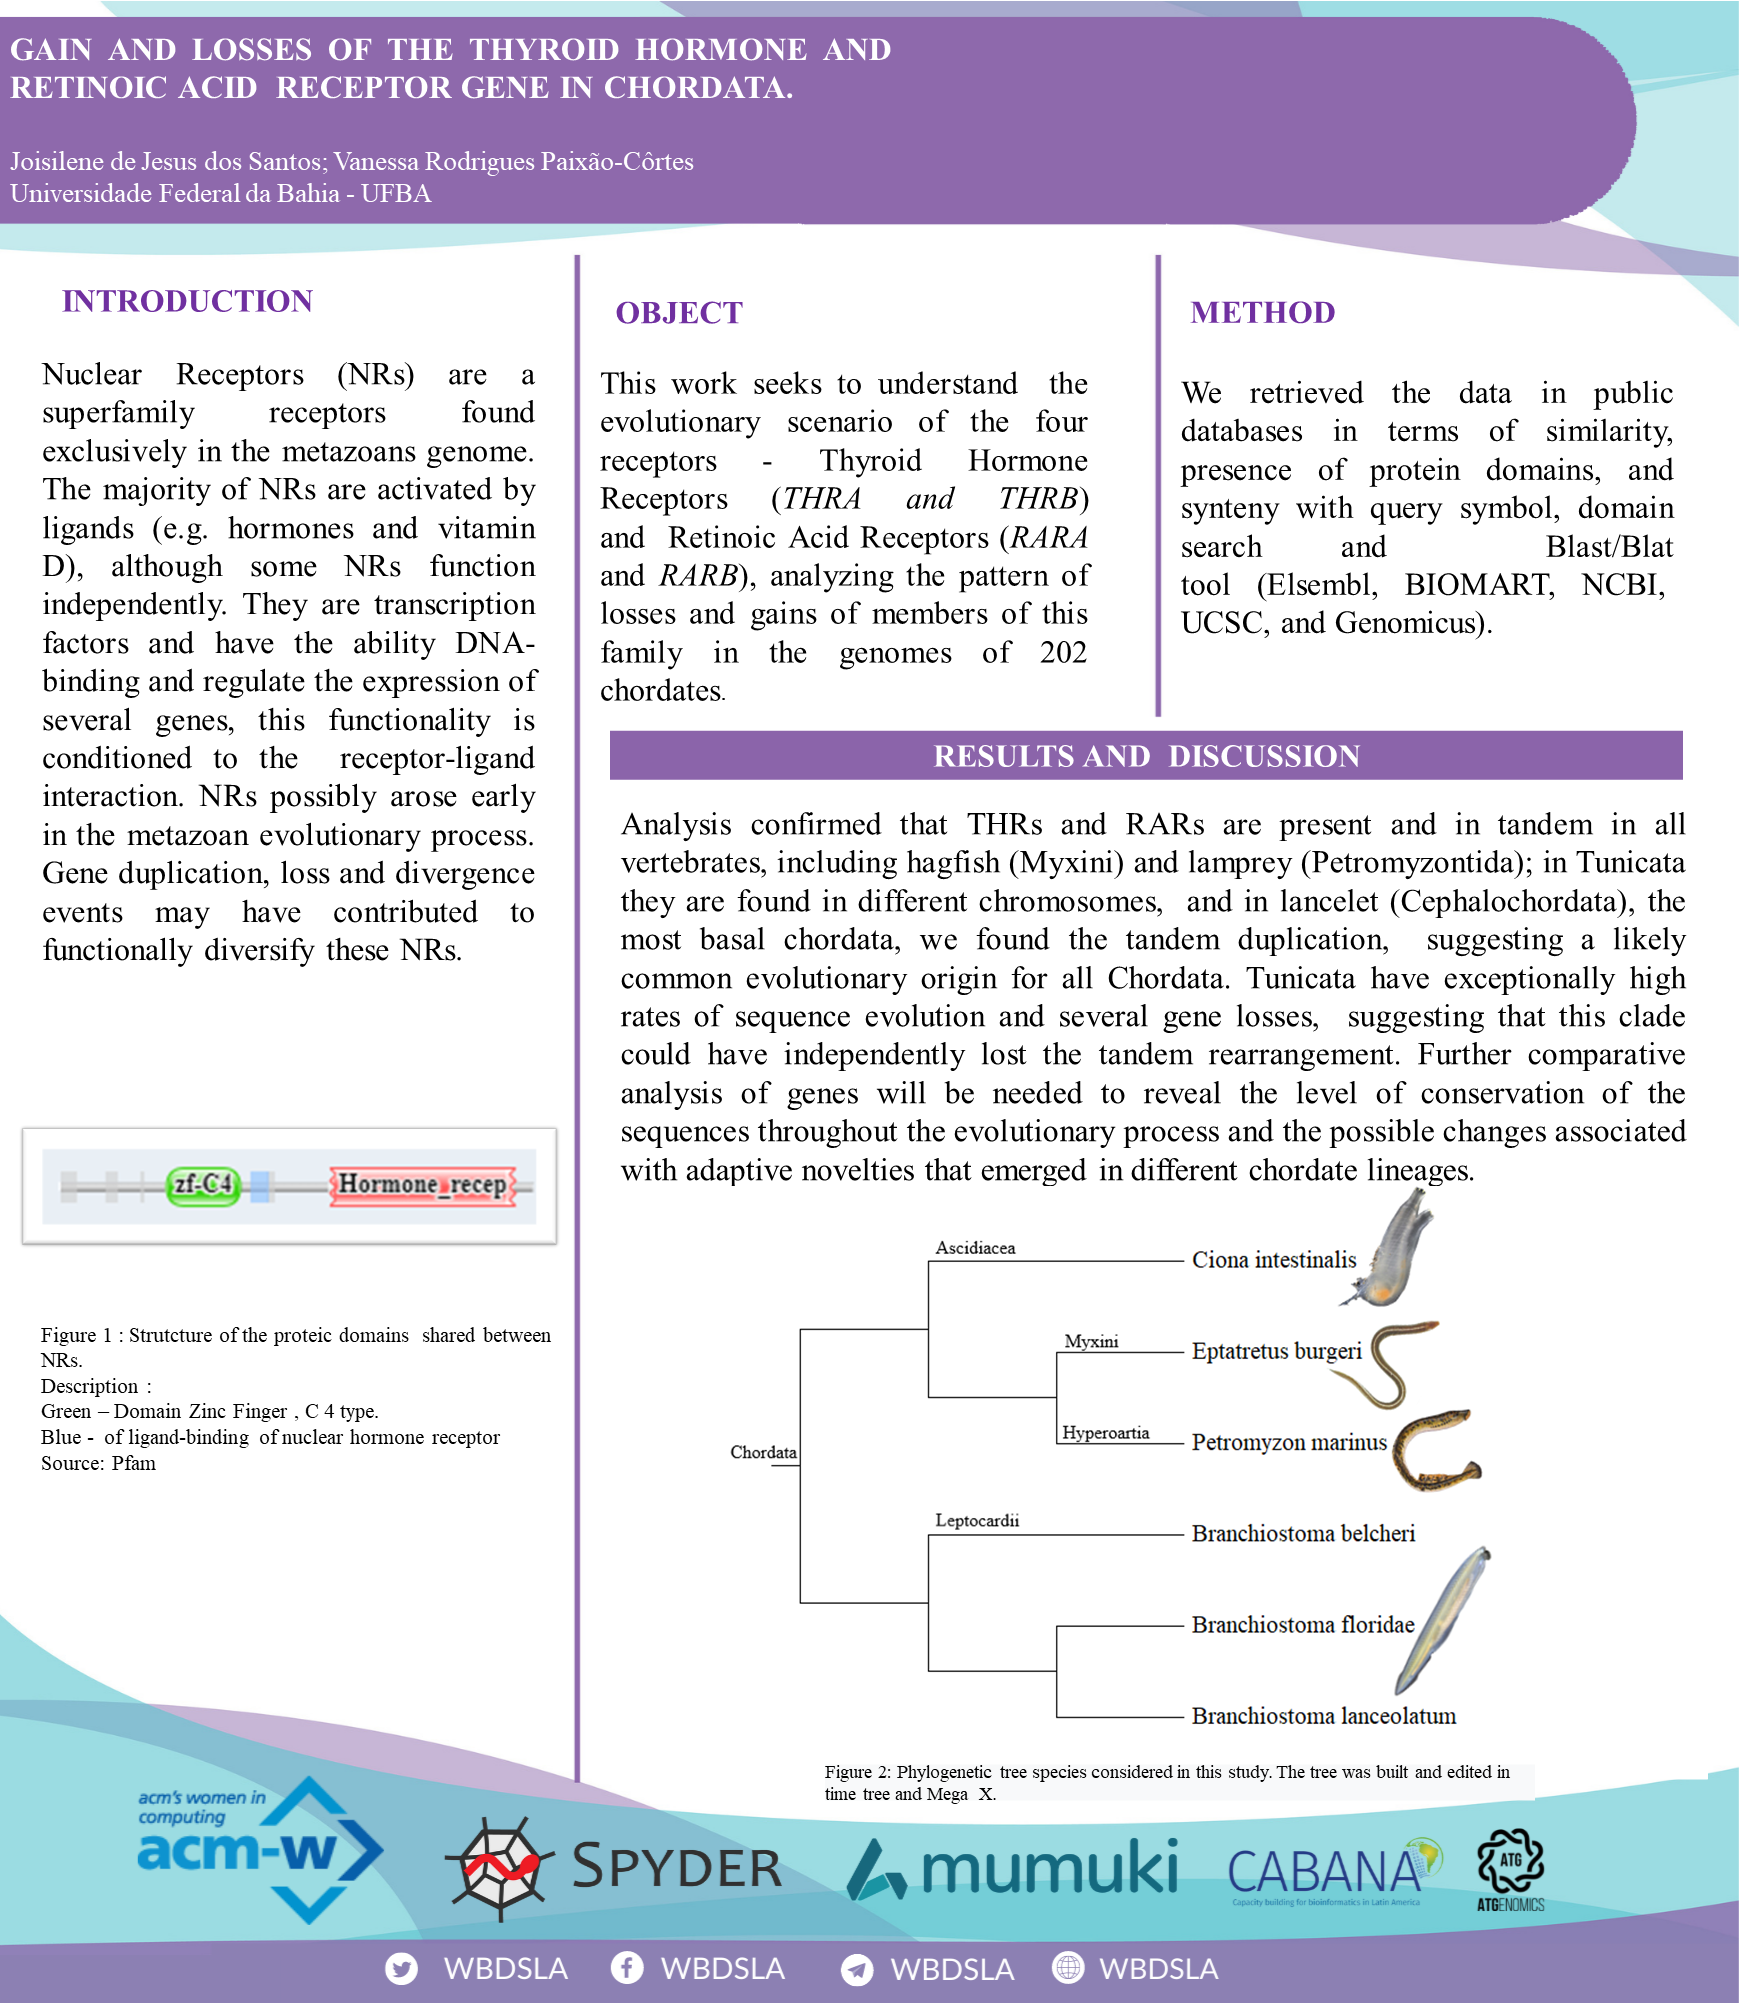 GAIN AND LOSSES OF THE THYROID HORMONE AND
RETINOIC ACID RECEPTOR GENE IN CHORDATA.
Joisilene de Jesus dos Santos; Vanessa Rodrigues Paixão-Côrtes
Universidade Federal da Bahia - UFBA
INTRODUCTION
Nuclear Receptors (NRs) are a
superfamily receptors found
exclusively in the metazoans genome.
The majority of NRs are activated by
ligands (e.g. hormones and vitamin
D), although some NRs function
independently. They are transcription
factors and have the ability DNA-
binding and regulate the expression of
several genes, this functionality is
conditioned to the receptor-ligand
interaction. NRs possibly arose early
in the metazoan evolutionary process.
Gene duplication, loss and divergence
events may have contributed to
functionally diversify these NRs.
zf-C4
Hormone_recep
Figure 1 : Strutcture of the proteic domains shared between
NRs.
Description :
Green – Domain Zinc Finger , C 4 type.
Blue - of ligand-binding of nuclear hormone receptor
Source: Pfam
OBJECT
This work seeks to understand the
evolutionary scenario of the four
receptors - Thyroid Hormone
Receptors (THRA and THRB)
and Retinoic Acid Receptors (RARA
and RARB), analyzing the pattern of
losses and gains of members of this
family in the genomes of 202
chordates.
METHOD
We retrieved the data in public
databases in terms of similarity,
presence of protein domains, and
synteny with query symbol, domain
search and Blast/Blat
tool (Elsembl, BIOMART, NCBI,
UCSC, and Genomicus).
RESULTS AND DISCUSSION
Analysis confirmed that THRs and RARs are present and in tandem in all
vertebrates, including hagfish (Myxini) and lamprey (Petromyzontida); in Tunicata
they are found in different chromosomes, and in lancelet (Cephalochordata), the
most basal chordata, we found the tandem duplication, suggesting a likely
common evolutionary origin for all Chordata. Tunicata have exceptionally high
rates of sequence evolution and several gene losses, suggesting that this clade
could have independently lost the tandem rearrangement. Further comparative
analysis of genes will be needed to reveal the level of conservation of the
sequences throughout the evolutionary process and the possible changes associated
with adaptive novelties that emerged in different chordate lineages.
Ascidiacea
Ciona intestinalis
Myxini
Eptatretus burgeri
Hyperoartia
Petromyzon marinus
Chordata
Leptocardii
Branchiostoma belcheri
Branchiostoma floridae
Branchiostoma lanceolatum
Figure 2: Phylogenetic tree species considered in this study. The tree was built and edited in
time tree and Mega X.
acm's women in
computing
acm-w
SPYDER
mumuki
CABANA
Capacity building for bioinformatics in Latin America
ATG
ATGENOMICS
WBDSLA
WBDSLA
WBDSLA
WBDSLA